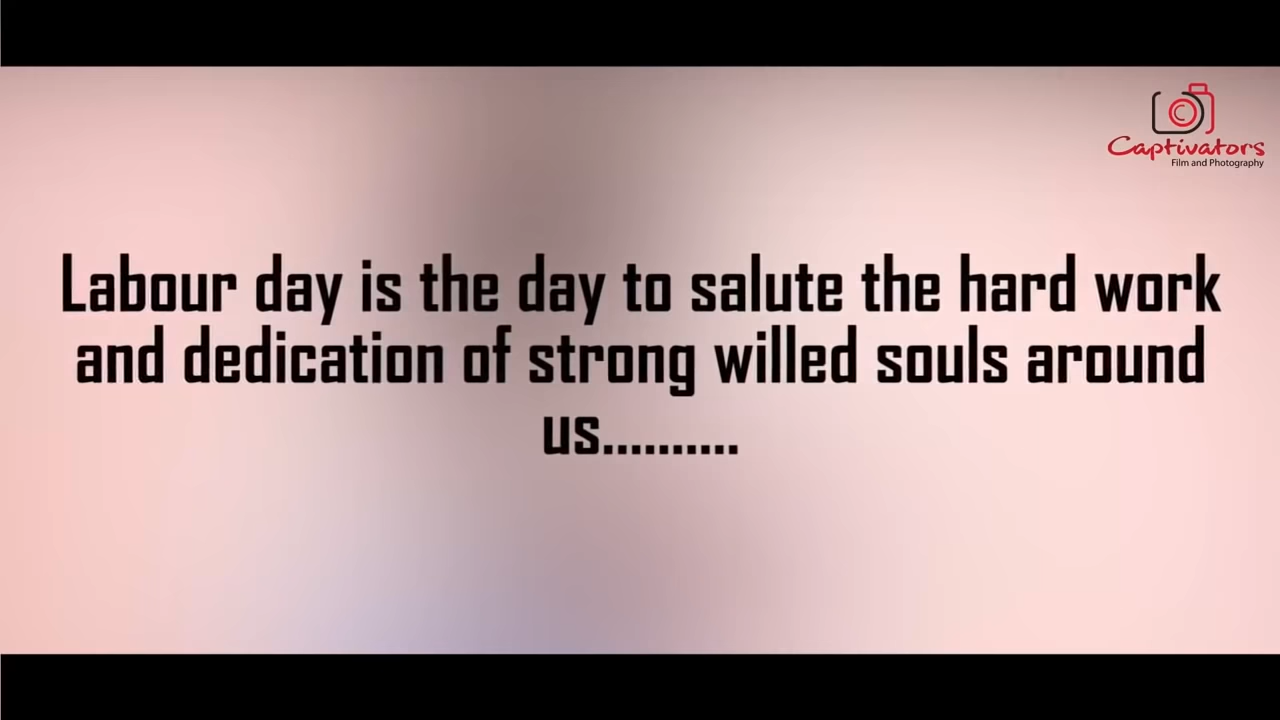 Captivators
Film and Photography
Labour day is the day to salute the hard work
and dedication of strong willed souls around
us..........